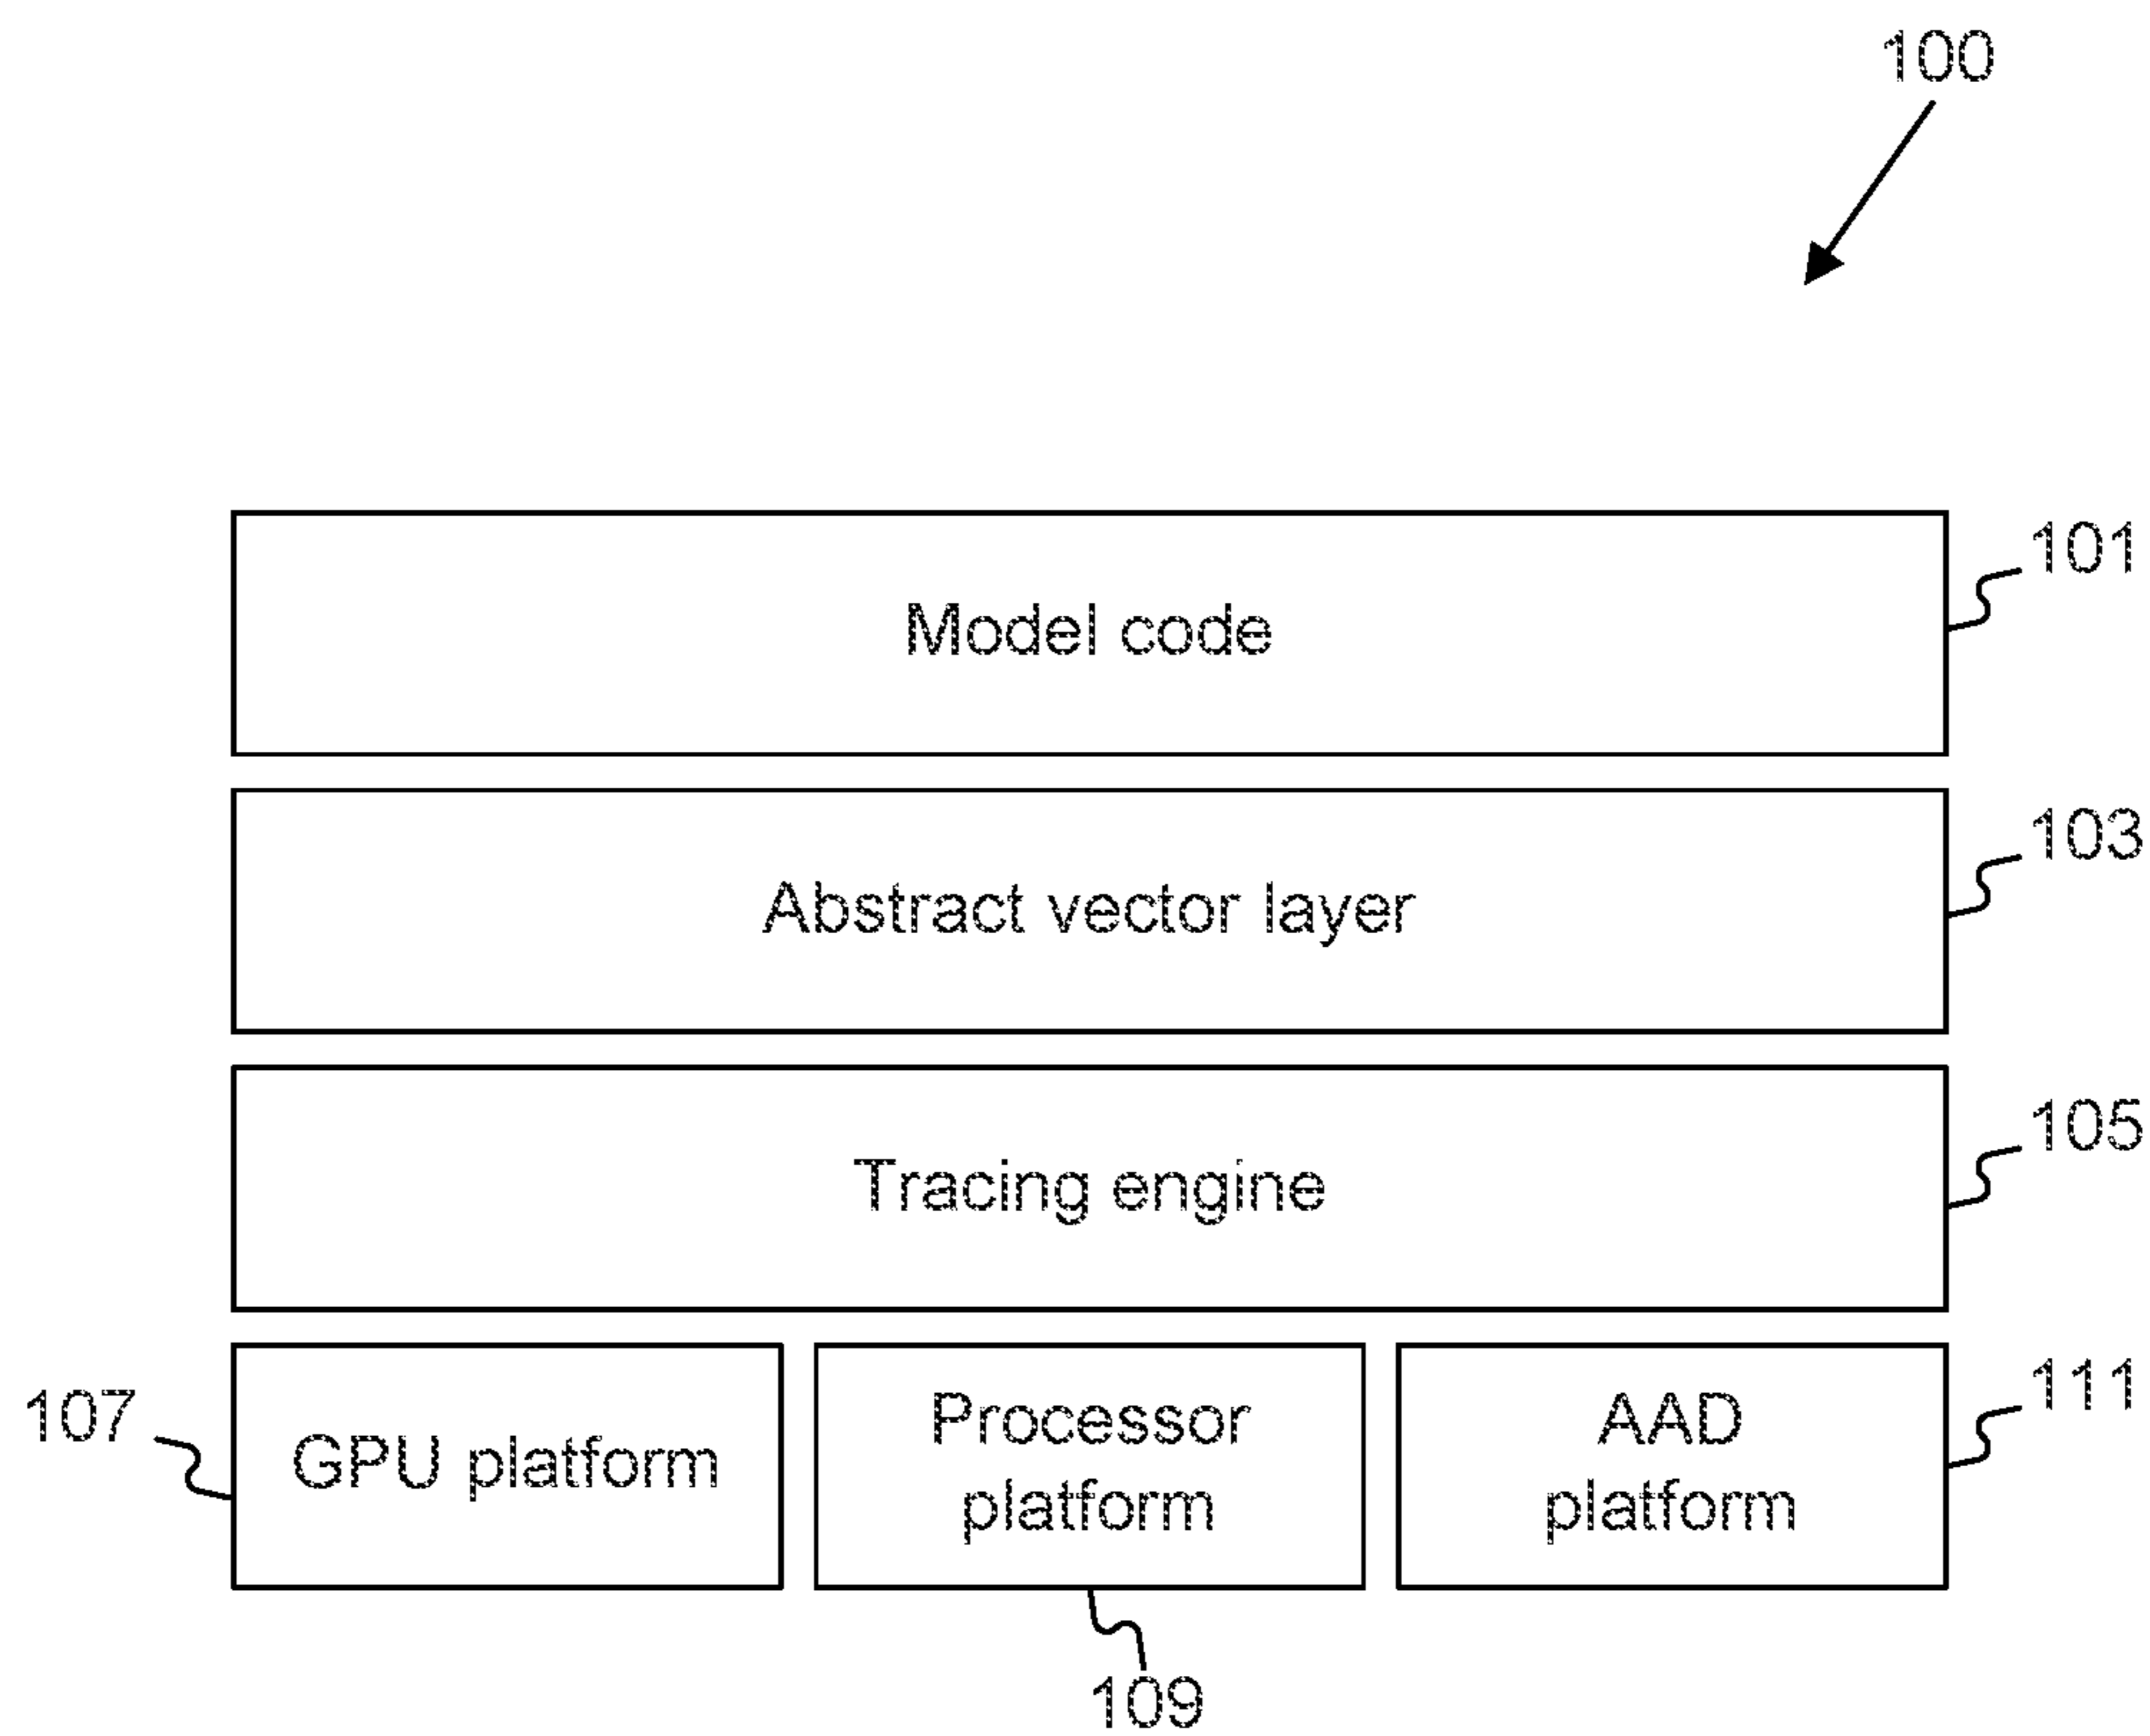 100
Model code
101
Abstract vector layer
103
Tracing engine
105
107
GPU platform
Processor
platform
109
AAD
platform
111